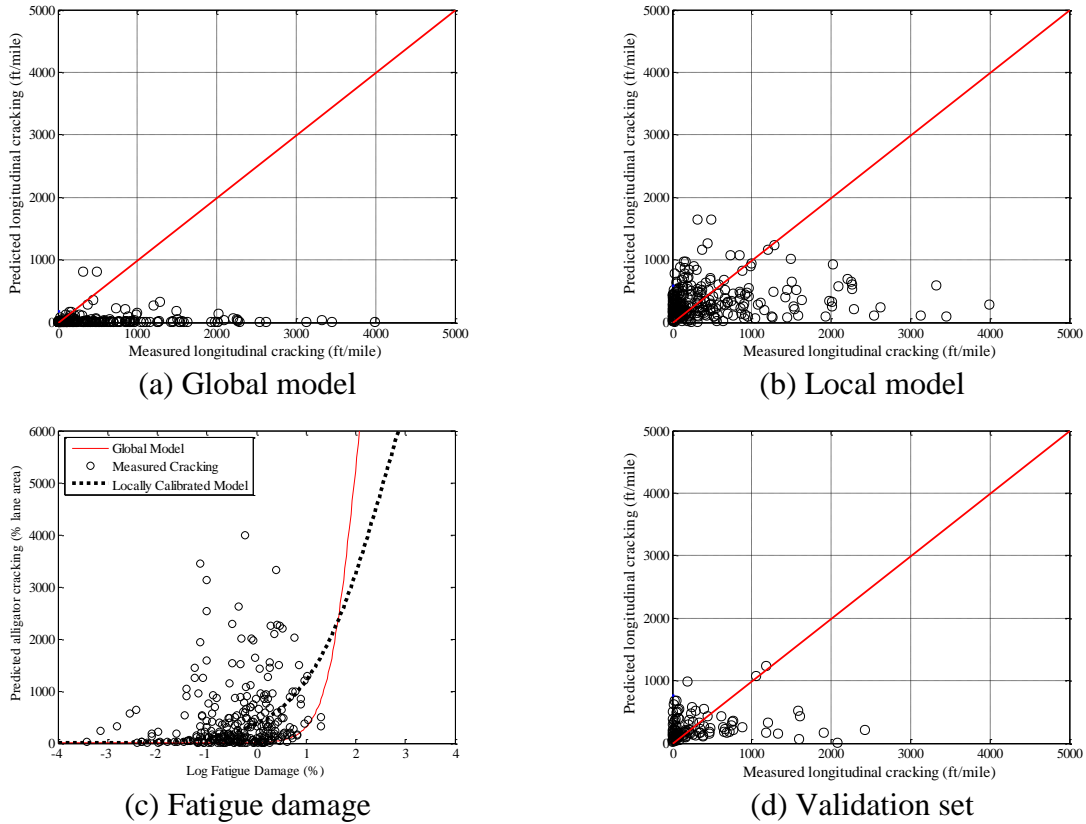 5000
4000
3000
2000
1000
0
Predicted longitudinal cracking (ft/mile)
0 1000 2000 3000 4000 5000
Measured longitudinal cracking (ft/mile)
(a) Global model
5000
4000
3000
2000
1000
0
Predicted longitudinal cracking (ft/mile)
0 1000 2000 3000 4000 5000
Measured longitudinal cracking (ft/mile)
(b) Local model
6000
5000
4000
3000
2000
1000
0
Predicted alligator cracking (% lane area)
Global Model
Measured Cracking
Locally Calibrated Model
-4 -3 -2 -1 0 1 2 3 4
Log Fatigue Damage (%)
(c) Fatigue damage
5000
4000
3000
2000
1000
0
Predicted longitudinal cracking (ft/mile)
0 1000 2000 3000 4000 5000
Measured longitudinal cracking (ft/mile)
(d) Validation set